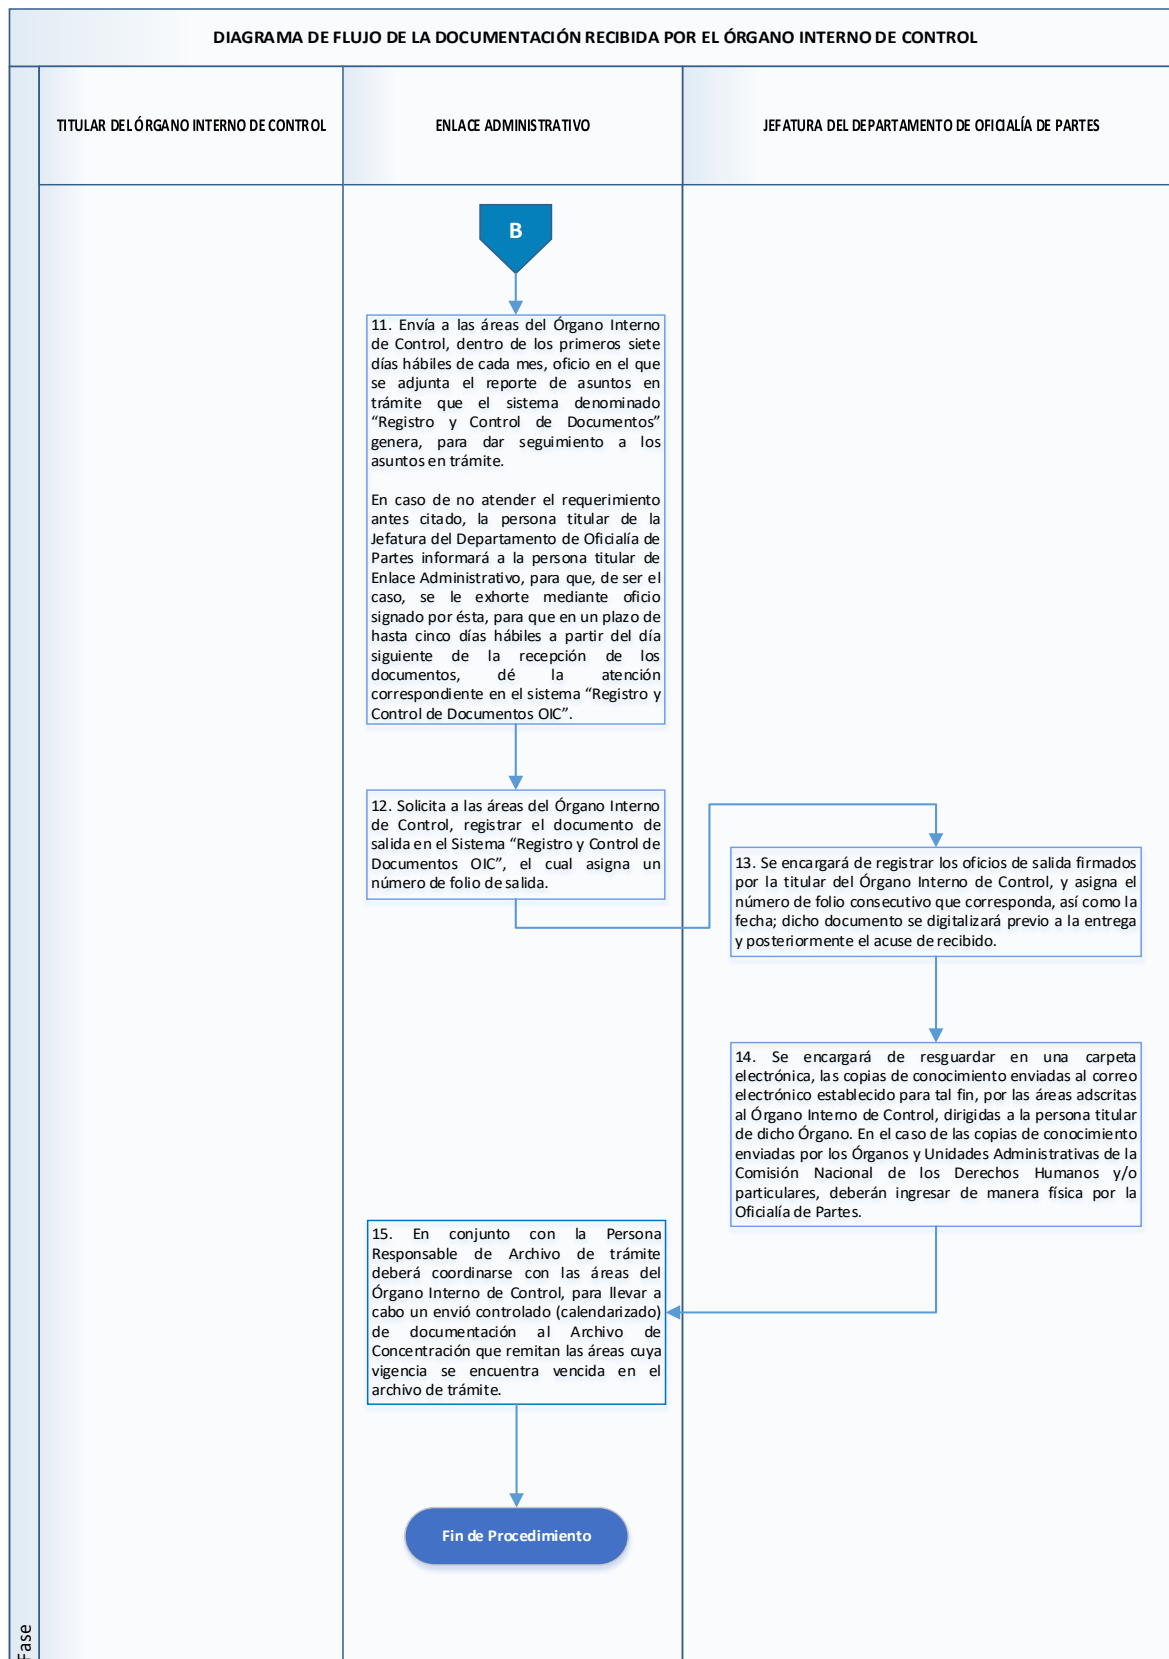 DIAGRAMA DE FLUJO DE LA DOCUMENTACIÓN RECIBIDA POR EL ÓRGANO INTERNO DE CONTROL
TITULAR DEL ÓRGANO INTERNO DE CONTROL
ENLACE ADMINISTRATIVO
JEFATURA DEL DEPARTAMENTO DE OFICIALÍA DE PARTES
B
11. Envía a las áreas del Órgano Interno
de Control, dentro de los primeros siete
días hábiles de cada mes, oficio en el que
se adjunta el reporte de asuntos en
trámite que el sistema denominado
“Registro y Control de Documentos”
genera, para dar seguimiento a los
asuntos en trámite.
En caso de no atender el requerimiento
antes citado, la persona titular de la
Jefatura del Departamento de Oficialía de
Partes informará a la persona titular de
Enlace Administrativo, para que, de ser el
caso, se le exhorte mediante oficio
signado por ésta, para que en un plazo de
hasta cinco días hábiles a partir del día
siguiente de la recepción de los
documentos, dé la atención
correspondiente en el sistema “Registro y
Control de Documentos OIC”.
12. Solicita a las áreas del Órgano Interno
de Control, registrar el documento de
salida en el Sistema “Registro y Control de
Documentos OIC”, el cual asigna un
número de folio de salida.
13. Se encargará de registrar los oficios de salida firmados
por la titular del Órgano Interno de Control, y asigna el
número de folio consecutivo que corresponda, así como la
fecha; dicho documento se digitalizará previo a la entrega
y posteriormente el acuse de recibido.
14. Se encargará de resguardar en una carpeta
electrónica, las copias de conocimiento enviadas al correo
electrónico establecido para tal fin, por las áreas adscritas
al Órgano Interno de Control, dirigidas a la persona titular
de dicho Órgano. En el caso de las copias de conocimiento
enviadas por los Órganos y Unidades Administrativas de la
Comisión Nacional de los Derechos Humanos y/o
particulares, deberán ingresar de manera física por la
Oficialía de Partes.
15. En conjunto con la Persona
Responsable de Archivo de trámite
deberá coordinarse con las áreas del
Órgano Interno de Control, para llevar a
cabo un envió controlado (calendarizado)
de documentación al Archivo de
Concentración que remitan las áreas cuya
vigencia se encuentra vencida en el
archivo de trámite.
Fin de Procedimiento
Fase